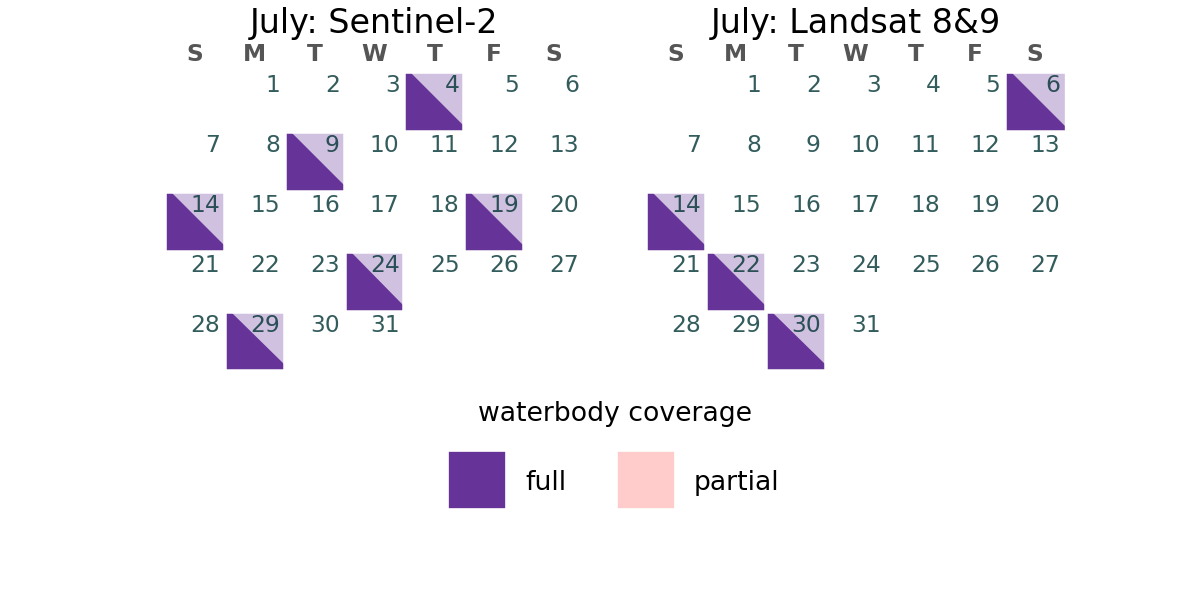 July: Sentinel-2
S M T W T F S
1 2 3 4 5 6
7 8 9 10 11 12 13
14 15 16 17 18 19 20
21 22 23 24 25 26 27
28 29 30 31
July: Landsat 8&9
S M T W T F S
1 2 3 4 5 6
7 8 9 10 11 12 13
14 15 16 17 18 19 20
21 22 23 24 25 26 27
28 29 30 31
waterbody coverage
full partial